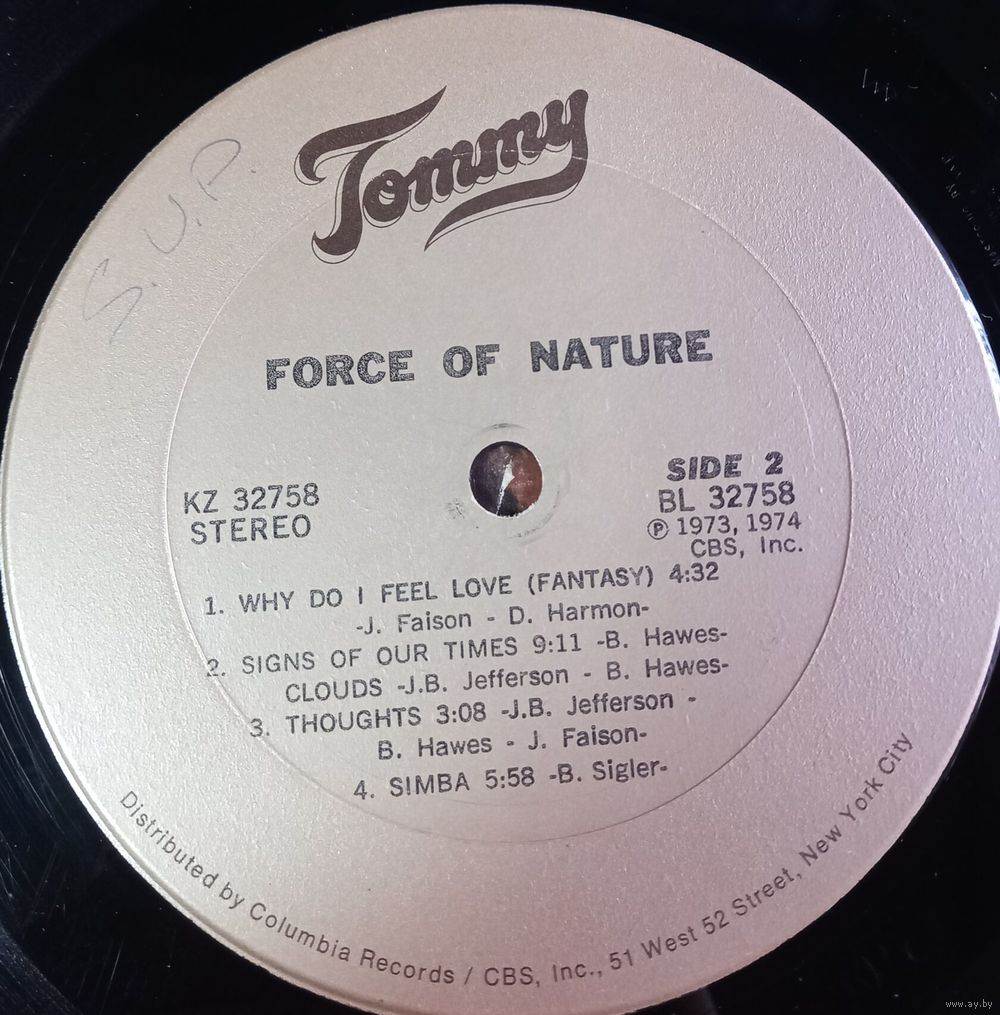 S.U.P.
Tommy
FORCE OF NATURE
KZ 32758
STEREO
SIDE 2
BL 32758
℗ 1973, 1974
CBS, Inc.
1. WHY DO I FEEL LOVE (FANTASY) 4:32
-J. Faison - D. Harmon-
2. SIGNS OF OUR TIMES 9:11 -B. Hawes-
CLOUDS -J.B. Jefferson - B. Hawes-
3. THOUGHTS 3:08 -J.B. Jefferson -
B. Hawes - J. Faison-
4. SIMBA 5:58 -B. Sigler-
Distributed by Columbia Records / CBS, Inc., 51 West 52 Street, New York City
www.ay.by